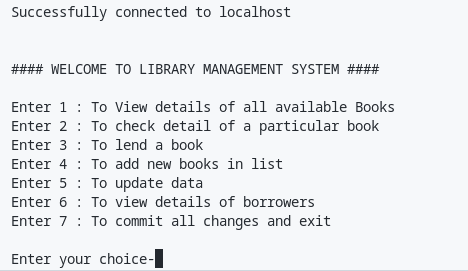 Successfully connected to localhost
#### WELCOME TO LIBRARY MANAGEMENT SYSTEM ####
Enter 1 : To View details of all available Books
Enter 2 : To check detail of a particular book
Enter 3 : To lend a book
Enter 4 : To add new books in list
Enter 5 : To update data
Enter 6 : To view details of borrowers
Enter 7 : To commit all changes and exit
Enter your choice-